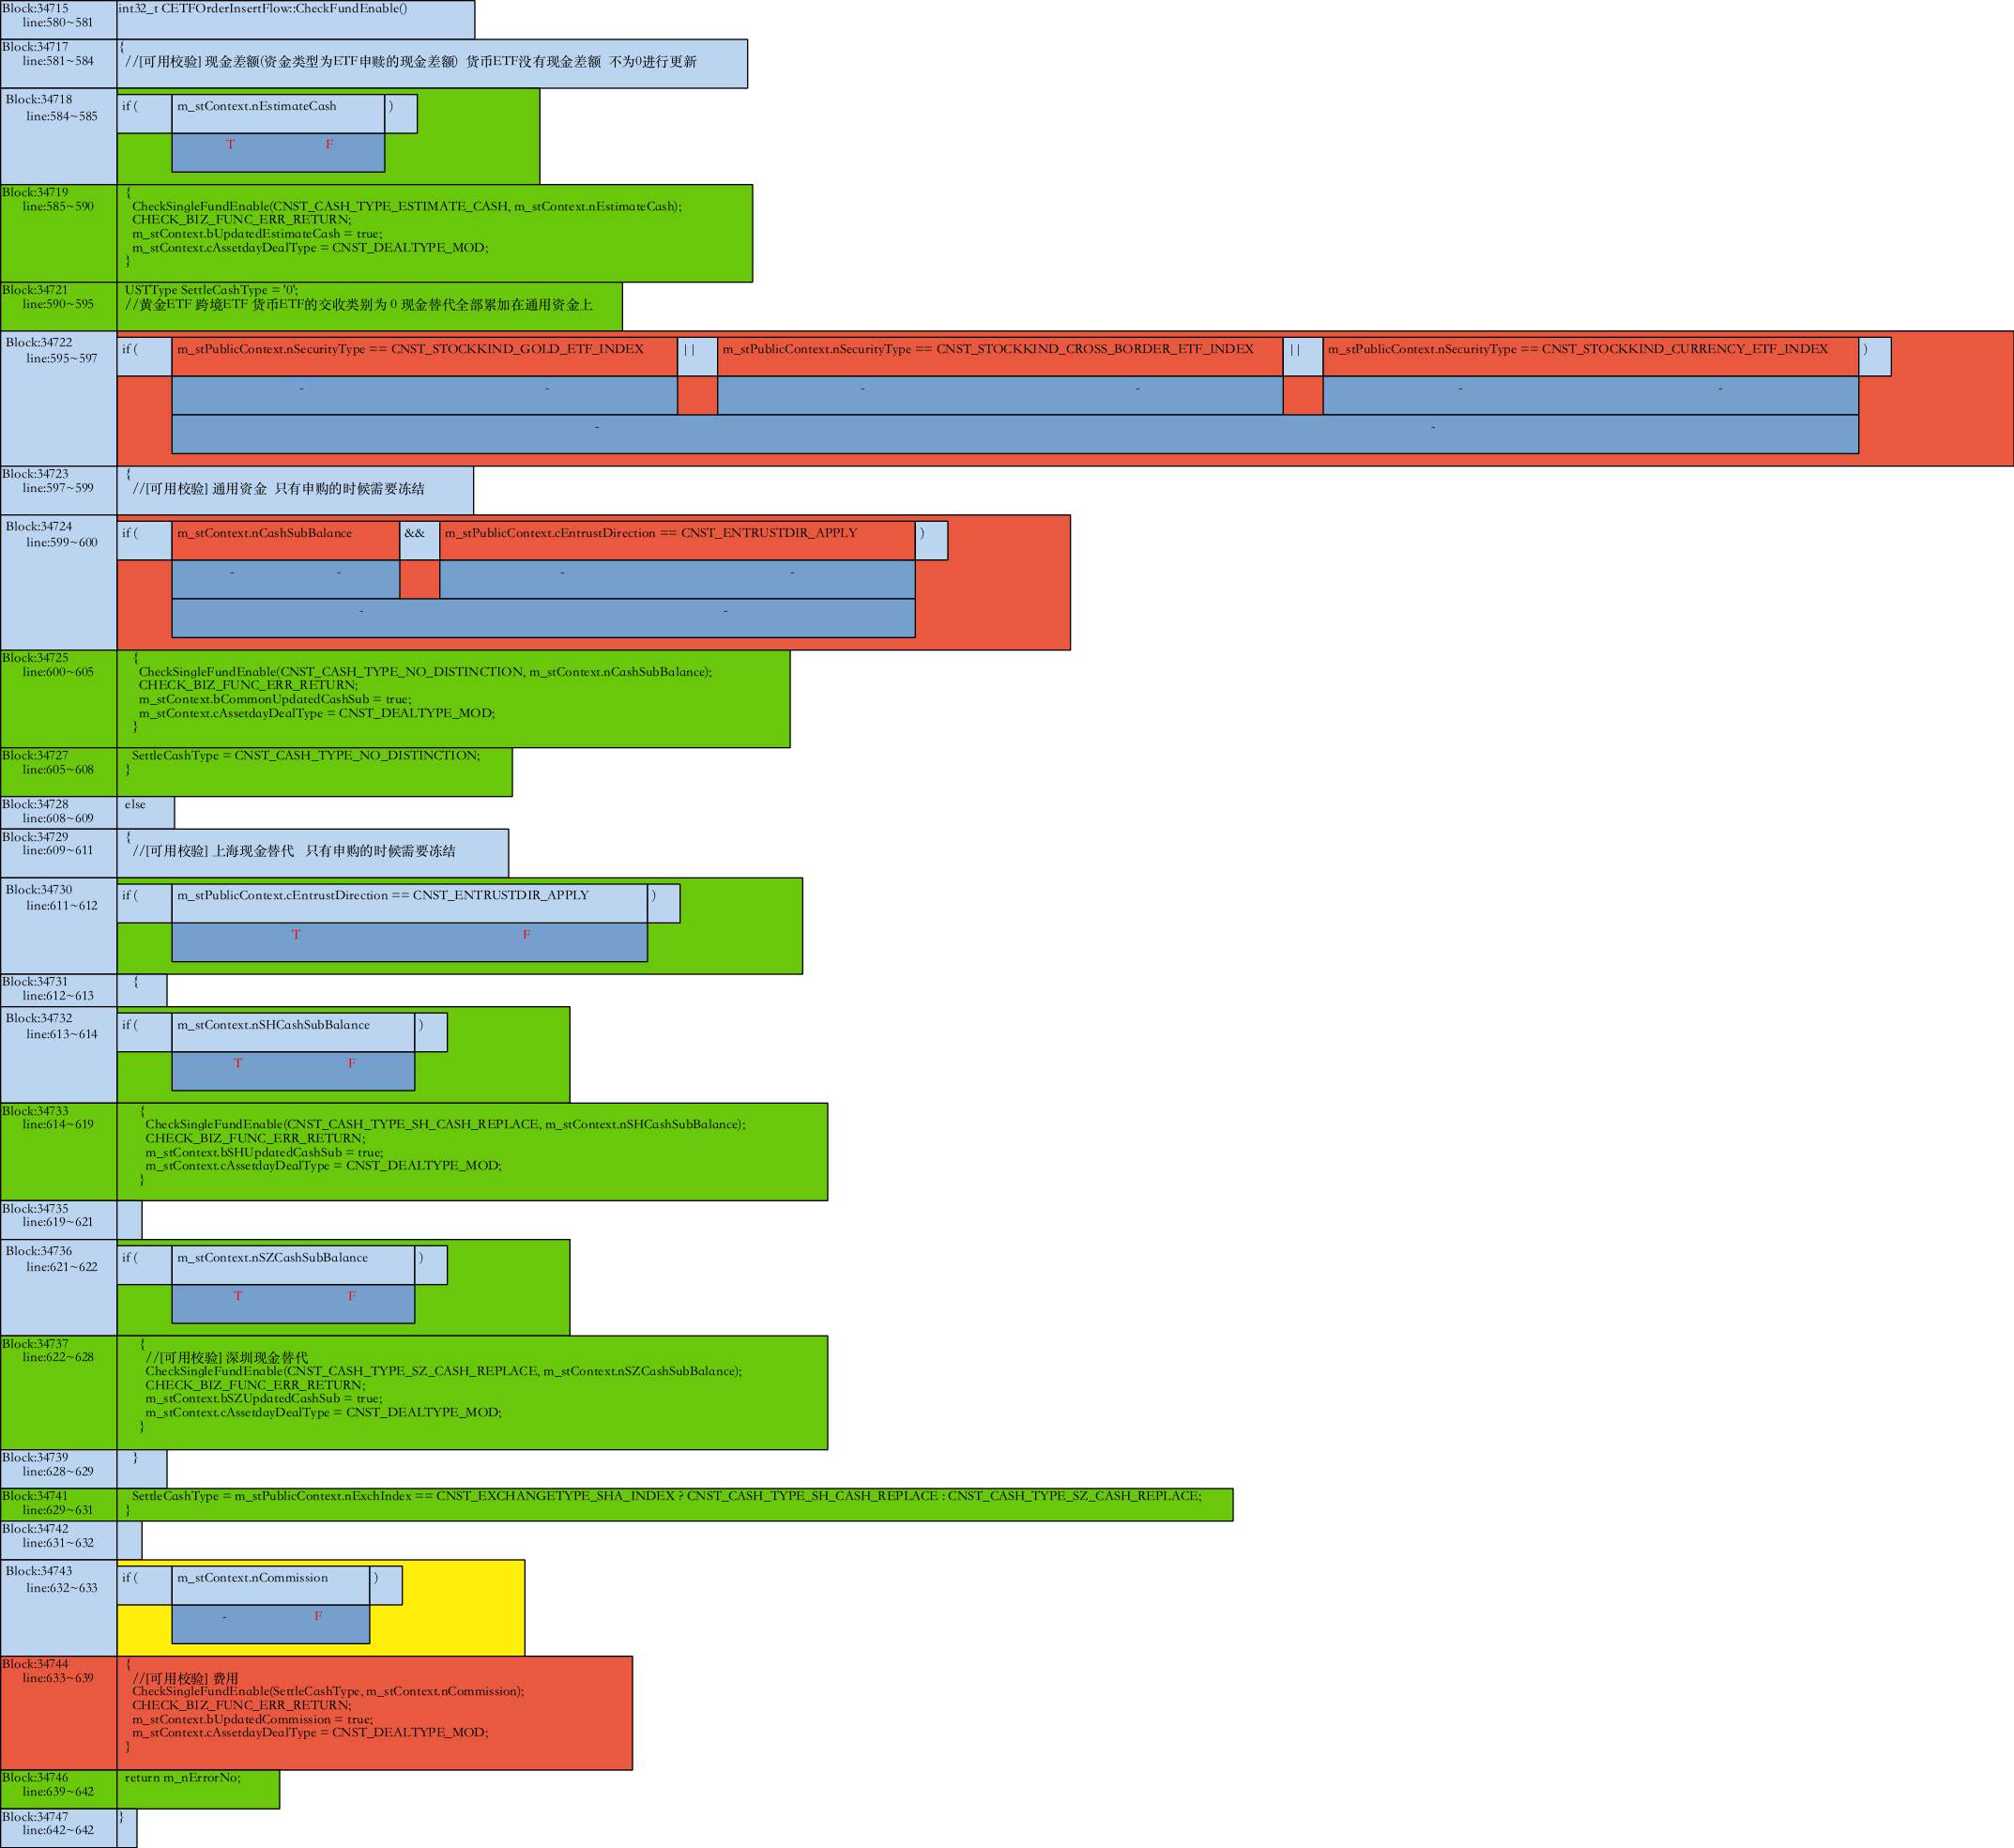 Block:34715
line:580~581
int32_t CETFOrderInsertFlow::CheckFundEnable()
Block:34717
line:581~584
{
//[可用校验] 现金差额(资金类型为ETF申赎的现金差额)  货币ETF没有现金差额  不为0进行更新
Block:34718
line:584~585
if ( m_stContext.nEstimateCash )
T F
Block:34719
line:585~590
{
CheckSingleFundEnable(CNST_CASH_TYPE_ESTIMATE_CASH, m_stContext.nEstimateCash);
CHECK_BIZ_FUNC_ERR_RETURN;
m_stContext.bUpdatedEstimateCash = true;
m_stContext.cAssetdayDealType = CNST_DEALTYPE_MOD;
}
Block:34721
line:590~595
USTType SettleCashType = '0';
//黄金ETF 跨境ETF 货币ETF的交收类别为 0 现金替代全部累加在通用资金上
Block:34722
line:595~597
if ( m_stPublicContext.nSecurityType == CNST_STOCKKIND_GOLD_ETF_INDEX || m_stPublicContext.nSecurityType == CNST_STOCKKIND_CROSS_BORDER_ETF_INDEX || m_stPublicContext.nSecurityType == CNST_STOCKKIND_CURRENCY_ETF_INDEX )
- - - - - -
- -
Block:34723
line:597~599
{
//[可用校验] 通用资金  只有申购的时候需要冻结
Block:34724
line:599~600
if ( m_stContext.nCashSubBalance && m_stPublicContext.cEntrustDirection == CNST_ENTRUSTDIR_APPLY )
- - - -
- -
Block:34725
line:600~605
{
CheckSingleFundEnable(CNST_CASH_TYPE_NO_DISTINCTION, m_stContext.nCashSubBalance);
CHECK_BIZ_FUNC_ERR_RETURN;
m_stContext.bCommonUpdatedCashSub = true;
m_stContext.cAssetdayDealType = CNST_DEALTYPE_MOD;
}
Block:34727
line:605~608
SettleCashType = CNST_CASH_TYPE_NO_DISTINCTION;
}
Block:34728
line:608~609
else
Block:34729
line:609~611
{
//[可用校验] 上海现金替代   只有申购的时候需要冻结
Block:34730
line:611~612
if ( m_stPublicContext.cEntrustDirection == CNST_ENTRUSTDIR_APPLY )
T F
Block:34731
line:612~613
{
Block:34732
line:613~614
if ( m_stContext.nSHCashSubBalance )
T F
Block:34733
line:614~619
{
CheckSingleFundEnable(CNST_CASH_TYPE_SH_CASH_REPLACE, m_stContext.nSHCashSubBalance);
CHECK_BIZ_FUNC_ERR_RETURN;
m_stContext.bSHUpdatedCashSub = true;
m_stContext.cAssetdayDealType = CNST_DEALTYPE_MOD;
}
Block:34735
line:619~621
Block:34736
line:621~622
if ( m_stContext.nSZCashSubBalance )
T F
Block:34737
line:622~628
{
//[可用校验] 深圳现金替代
CheckSingleFundEnable(CNST_CASH_TYPE_SZ_CASH_REPLACE, m_stContext.nSZCashSubBalance);
CHECK_BIZ_FUNC_ERR_RETURN;
m_stContext.bSZUpdatedCashSub = true;
m_stContext.cAssetdayDealType = CNST_DEALTYPE_MOD;
}
Block:34739
line:628~629
}
Block:34741
line:629~631
SettleCashType = m_stPublicContext.nExchIndex == CNST_EXCHANGETYPE_SHA_INDEX ? CNST_CASH_TYPE_SH_CASH_REPLACE : CNST_CASH_TYPE_SZ_CASH_REPLACE;
}
Block:34742
line:631~632
Block:34743
line:632~633
if ( m_stContext.nCommission )
- F
Block:34744
line:633~639
{
//[可用校验] 费用
CheckSingleFundEnable(SettleCashType, m_stContext.nCommission);
CHECK_BIZ_FUNC_ERR_RETURN;
m_stContext.bUpdatedCommission = true;
m_stContext.cAssetdayDealType = CNST_DEALTYPE_MOD;
}
Block:34746
line:639~642
return m_nErrorNo;
Block:34747
line:642~642
}